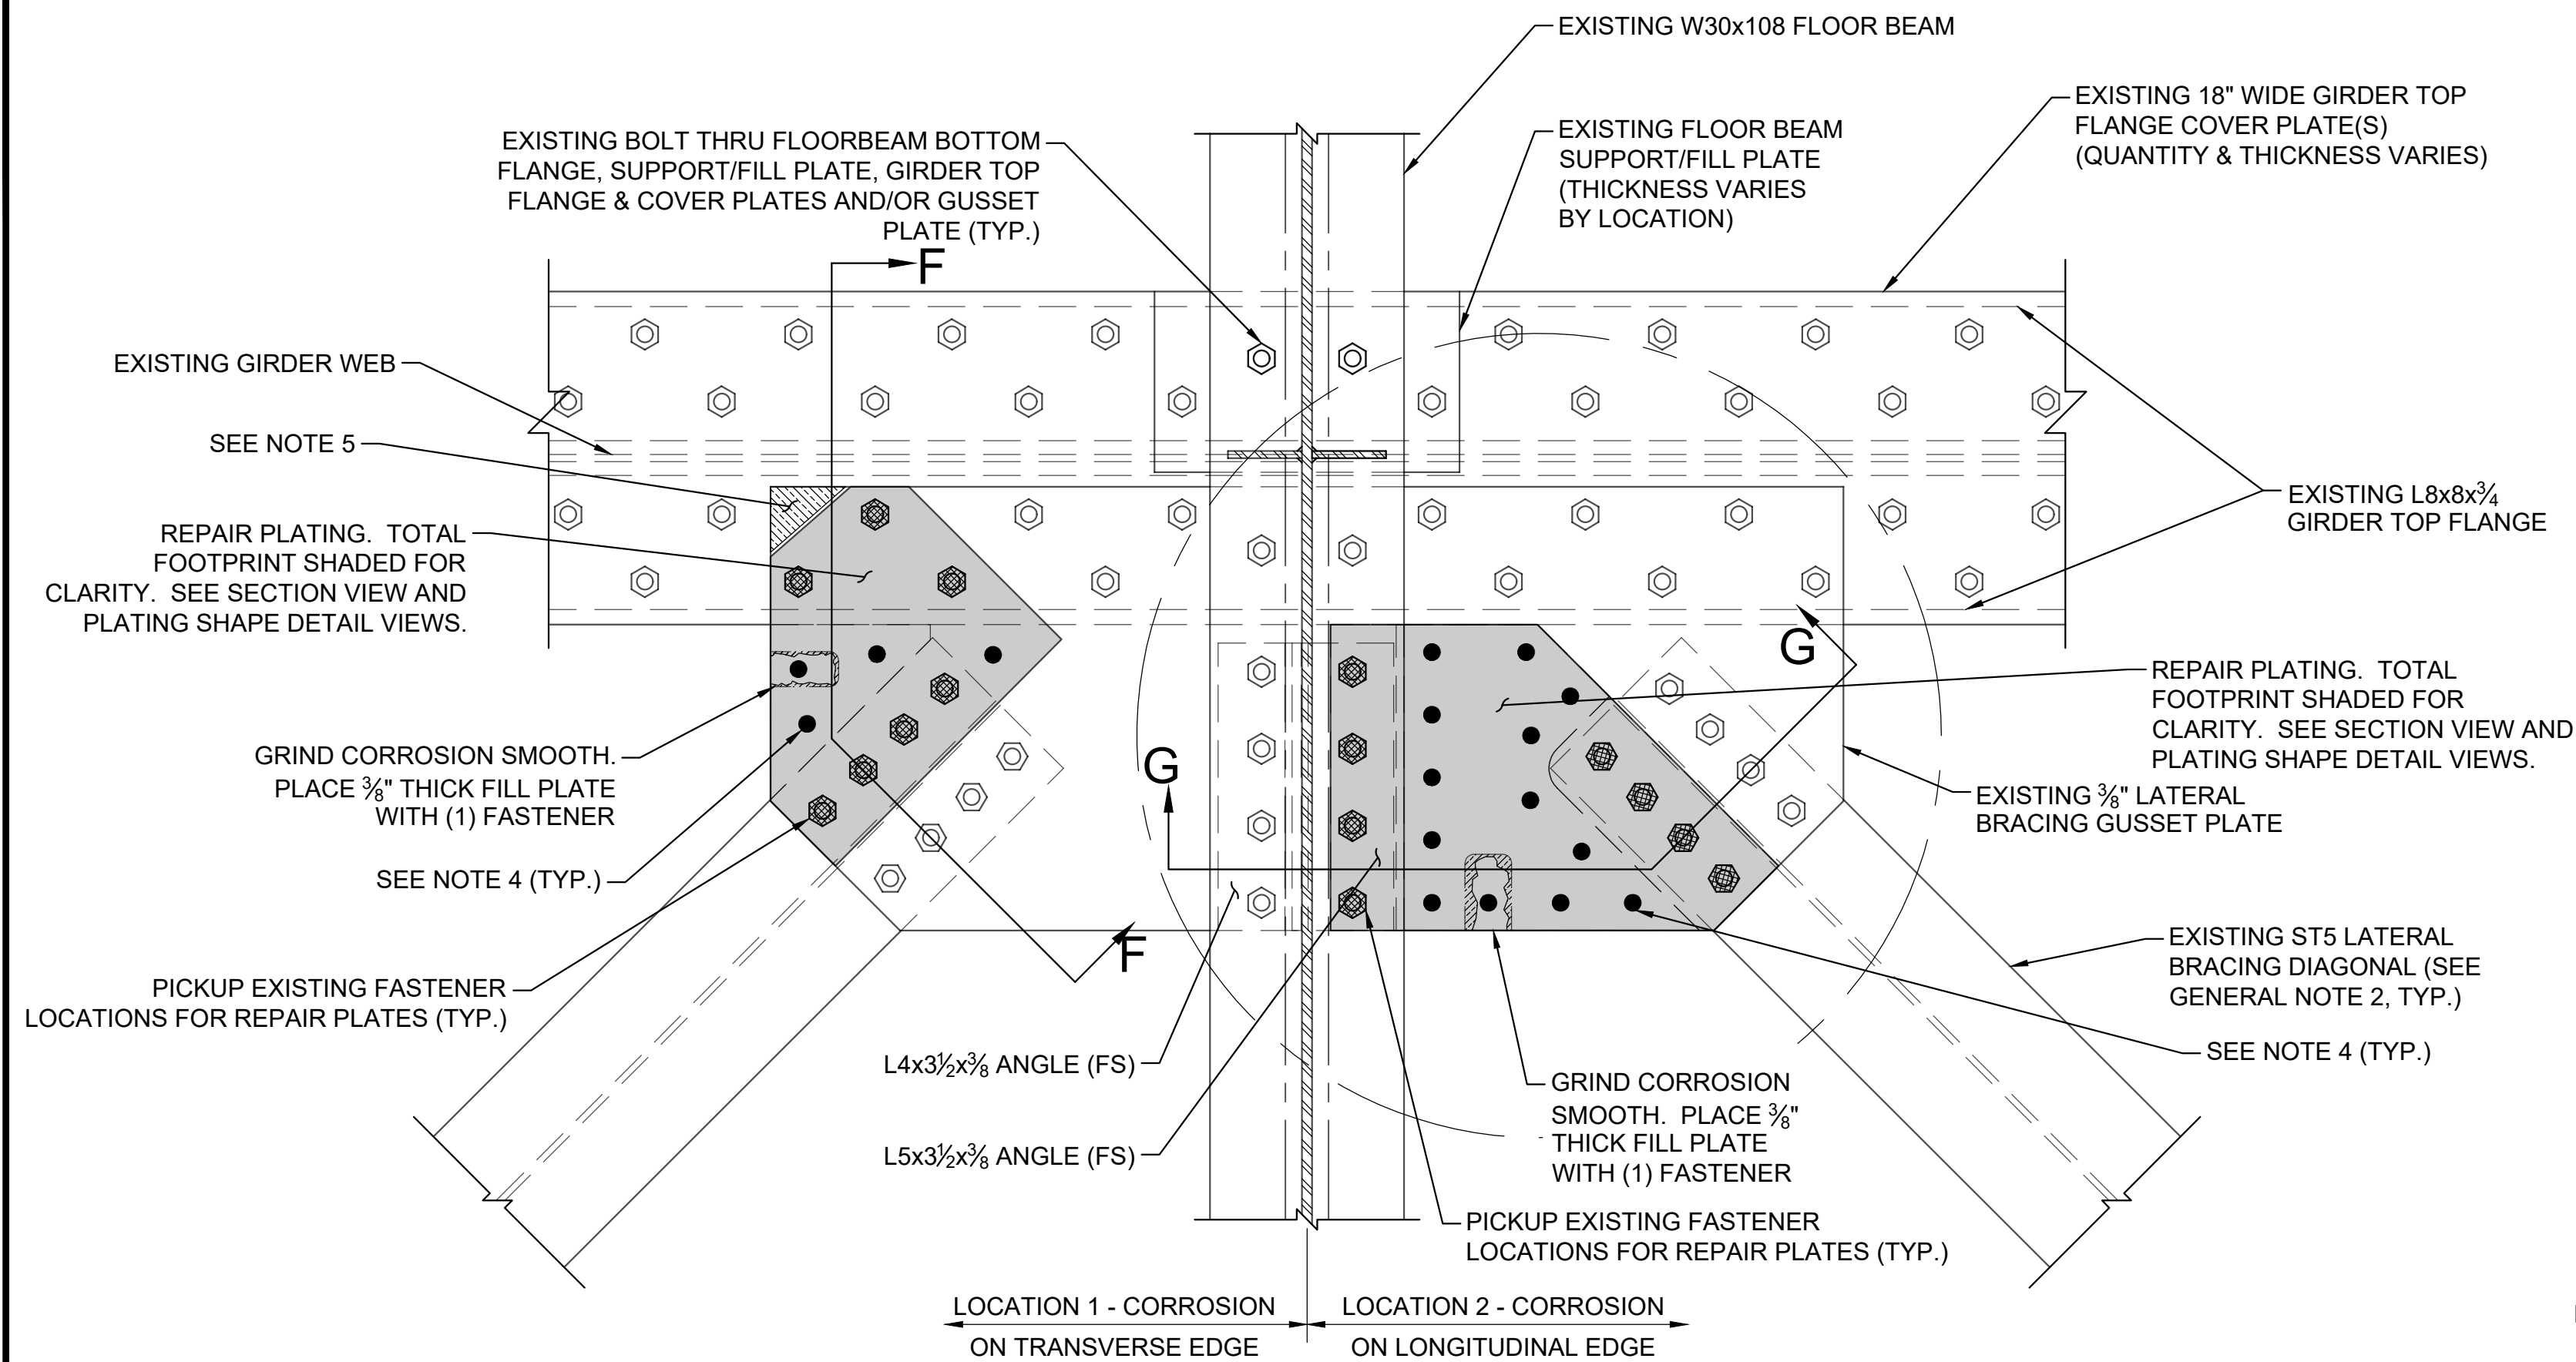 EXISTING W30x108 FLOOR BEAM
EXISTING 18" WIDE GIRDER TOP
FLANGE COVER PLATE(S)
(QUANTITY & THICKNESS VARIES)
EXISTING BOLT THRU FLOORBEAM BOTTOM
FLANGE, SUPPORT/FILL PLATE, GIRDER TOP
FLANGE & COVER PLATES AND/OR GUSSET
PLATE (TYP.)
EXISTING FLOOR BEAM
SUPPORT/FILL PLATE
(THICKNESS VARIES
BY LOCATION)
F
EXISTING GIRDER WEB
SEE NOTE 5
REPAIR PLATING. TOTAL
FOOTPRINT SHADED FOR
CLARITY. SEE SECTION VIEW AND
PLATING SHAPE DETAIL VIEWS.
EXISTING L8x8x¾
GIRDER TOP FLANGE
G
REPAIR PLATING. TOTAL
FOOTPRINT SHADED FOR
CLARITY. SEE SECTION VIEW AND
PLATING SHAPE DETAIL VIEWS.
GRIND CORROSION SMOOTH.
PLACE ⅜" THICK FILL PLATE
WITH (1) FASTENER
G
EXISTING ⅜" LATERAL
BRACING GUSSET PLATE
SEE NOTE 4 (TYP.)
F
EXISTING ST5 LATERAL
BRACING DIAGONAL (SEE
GENERAL NOTE 2, TYP.)
PICKUP EXISTING FASTENER
LOCATIONS FOR REPAIR PLATES (TYP.)
SEE NOTE 4 (TYP.)
L4x3½x⅜ ANGLE (FS)
GRIND CORROSION
SMOOTH. PLACE ⅜"
THICK FILL PLATE
WITH (1) FASTENER
L5x3½x⅜ ANGLE (FS)
PICKUP EXISTING FASTENER
LOCATIONS FOR REPAIR PLATES (TYP.)
LOCATION 1 - CORROSION
ON TRANSVERSE EDGE
LOCATION 2 - CORROSION
ON LONGITUDINAL EDGE